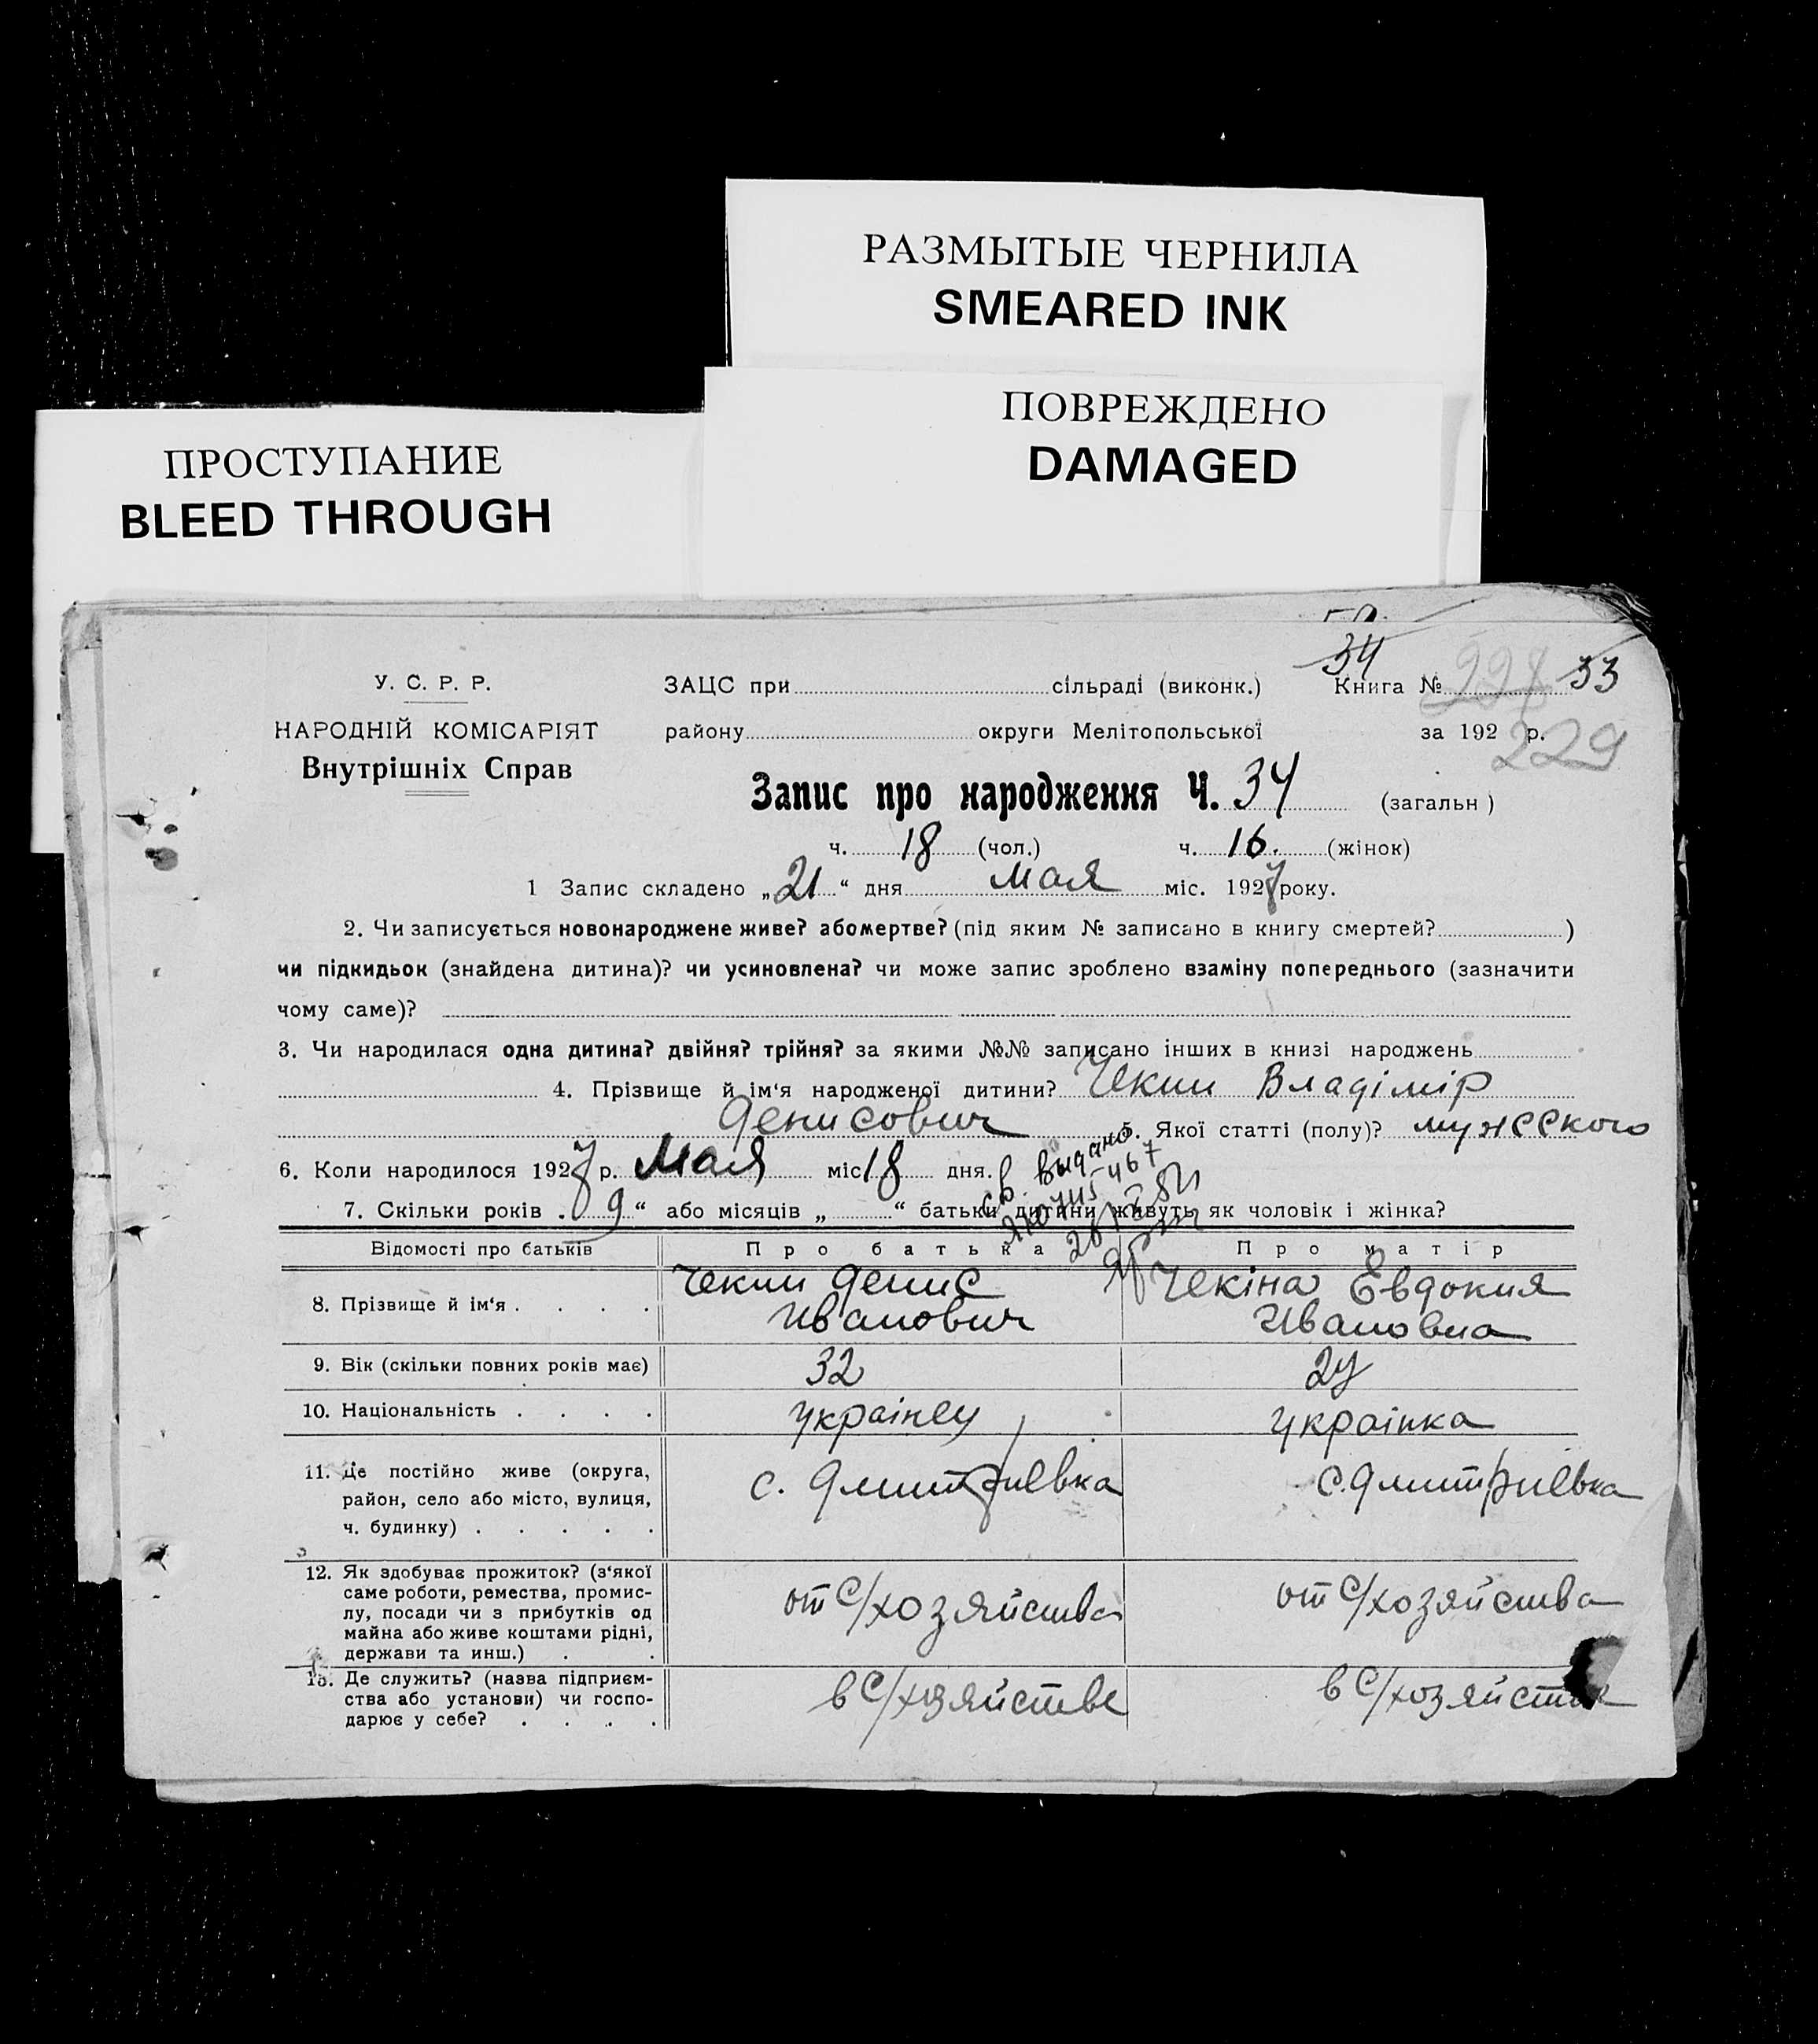 РАЗМЫТЫЕ ЧЕРНИЛА
SMEARED INK
ПОВРЕЖДЕНО
DAMAGED
ПРОСТУПАНИЕ
BLEED THROUGH
34
У. С. Р. Р.
ЗАЦС при сільраді (виконк.) Книга № 33
НАРОДНІЙ КОМІСАРІЯТ
району округи Мелітопольської за 192 р.
229
Внутрішніх Справ
Запис про народження Ч. 34 (загальн)
ч. 18 (чол.) ч. 16. (жінок)
1 Запис складено „21“ дня мая міс. 1927 року.
2. Чи записується новонароджене живе? або мертве? (під яким № записано в книгу смертей? )
чи підкидьок (знайдена дитина)? чи усиновлена? чи може запис зроблено взаміну попереднього (зазначити
чому саме)?
3. Чи народилася одна дитина? двійня? трійня? за якими №№ записано інших в книзі народжень
4. Прізвище й ім‘я народженої дитини? Чекин Владімір
Денисович 5. Якої статті (полу)? мужсского
6. Коли народилося 1927 р. Мая міс 18 дня.
св. выдано
7. Скільки років „9“ або місяців „ “ батьки дитини живуть як чоловік і жінка?
Відомості про батьків Про батька Про матір
8. Прізвище й ім‘я . . . . Чекин Денис Чекіна Евдокия
Иванович Ивановна
9. Вік (скільки повних років має) 32 27
10. Національність . . . . україնец українка
11. Де постійно живе (округа,
район, село або місто, вулиця,
ч. будинку) . . . . .
с. Дмитриевка с. Дмитриевка
12. Як здобуває прожиток? (з‘якої
саме роботи, ремества, промис-
лу, посади чи з прибутків од
майна або живе коштами рідні,
держави та инш.) . .
от с/хозяйства от с/хозяйства
13. Де служить? (назва підприєм-
ства або установи) чи госпо-
дарює у себе? . . . .
в с/хозяйстве в с/хозяйстве